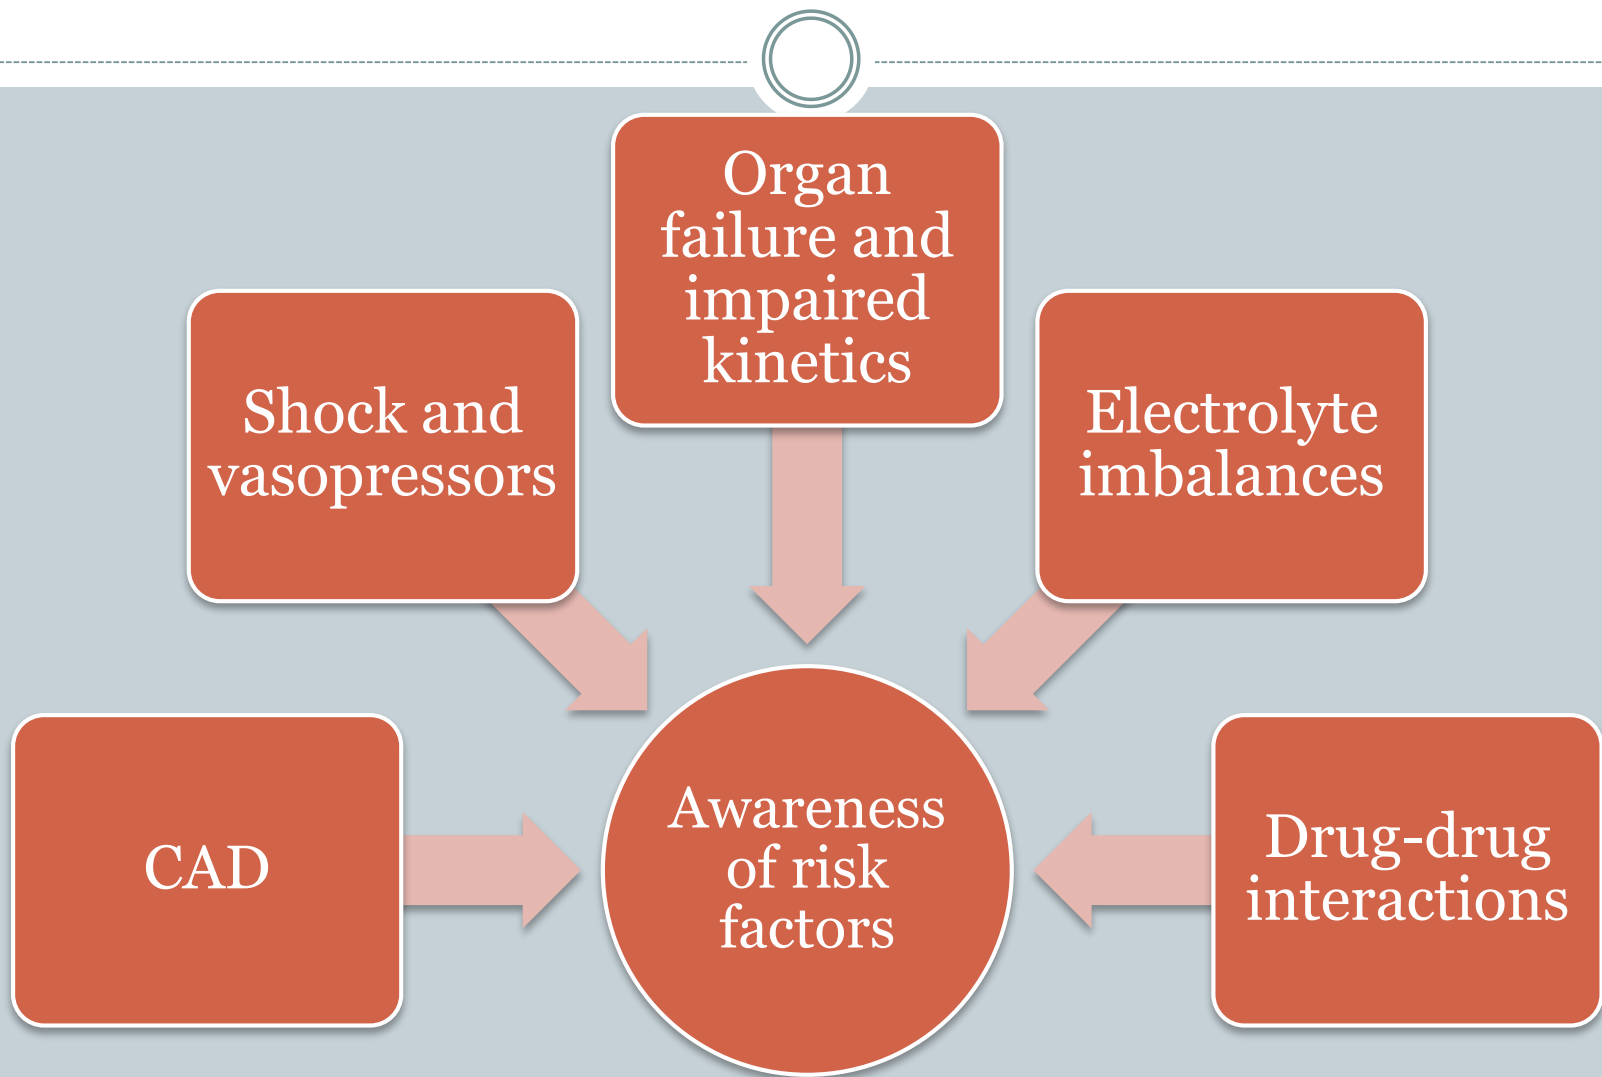 Organ
failure and
impaired
kinetics
Shock and
vasopressors
Electrolyte
imbalances
CAD
Awareness
of risk
factors
Drug-drug
interactions